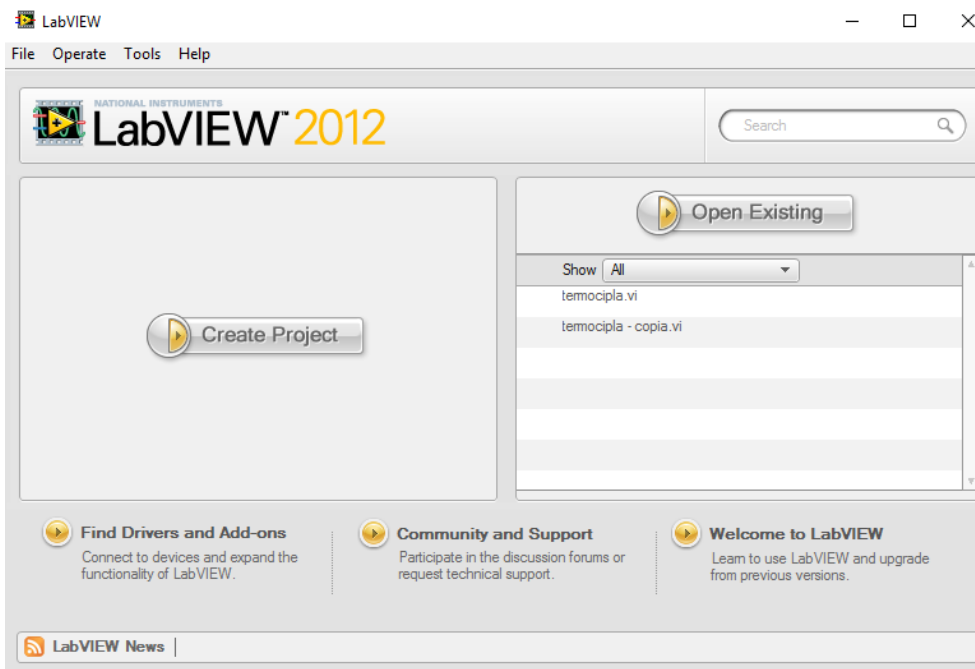 LabVIEW
File Operate Tools Help
NATIONAL INSTRUMENTS
LabVIEW™ 2012
Search
Create Project
Open Existing
Show All
termocipla.vi
termocipla - copia.vi
Find Drivers and Add-ons
Connect to devices and expand the
functionality of LabVIEW.
Community and Support
Participate in the discussion forums or
request technical support.
Welcome to LabVIEW
Learn to use LabVIEW and upgrade
from previous versions.
LabVIEW News